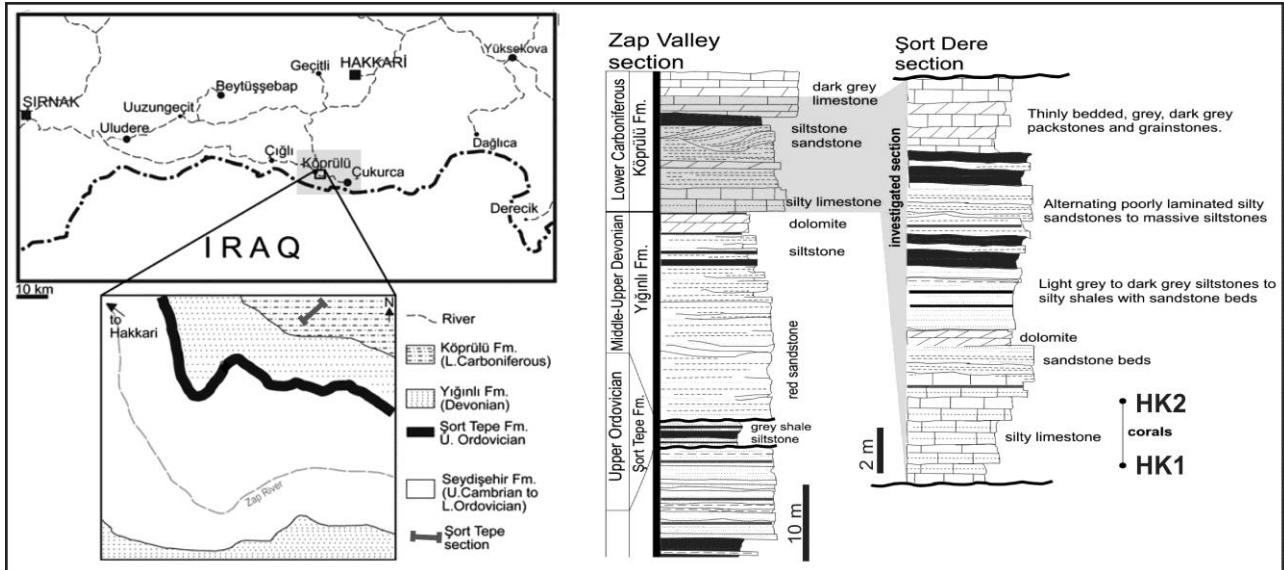 Yüksekova
HAKKARİ
Geçitli
Beytüşşebap
ŞIRNAK
Uuzungeçit
Uludere
Dağlıca
Çığlı
Köprülü
Çukurca
Derecik
IRAQ
10 km
to
Hakkari
N
Zap River
River
Köprülü Fm.
(L.Carboniferous)
Yığınlı Fm.
(Devonian)
Şort Tepe Fm.
U. Ordovician
Seydişehir Fm.
(U.Cambrian to
L.Ordovician)
Şort Tepe
section
Zap Valley
section
Lower Carboniferous
Köprülü Fm.
Middle-Upper Devonian
Yığınlı Fm.
Upper Ordovician
Şort Tepe Fm.
dark grey
limestone
siltstone
sandstone
silty limestone
dolomite
siltstone
red sandstone
grey shale
siltstone
10 m
Şort Dere
section
investigated section
Thinly bedded, grey, dark grey
packstones and grainstones.
Alternating poorly laminated silty
sandstones to massive siltstones
Light grey to dark grey siltstones to
silty shales with sandstone beds
dolomite
sandstone beds
HK2
corals
silty limestone
HK1
2 m